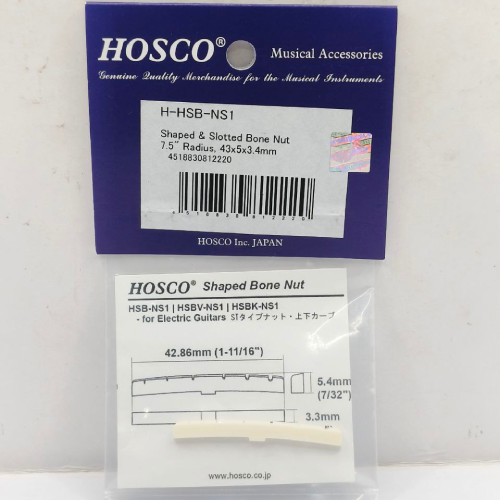 HOSCO®
Musical Accessories
Genuine Quality Merchandise for the Musical Instruments
H-HSB-NS1
Shaped & Slotted Bone Nut
7.5" Radius, 43x5x3.4mm
4518830812220
4518830812220
HOSCO Inc. JAPAN
HOSCO® Shaped Bone Nut
HSB-NS1 | HSBV-NS1 | HSBK-NS1
- for Electric Guitars STタイプナット・上下カーブ
42.86mm (1-11/16")
5.4mm
(7/32")
3.3mm
www.hosco.co.jp